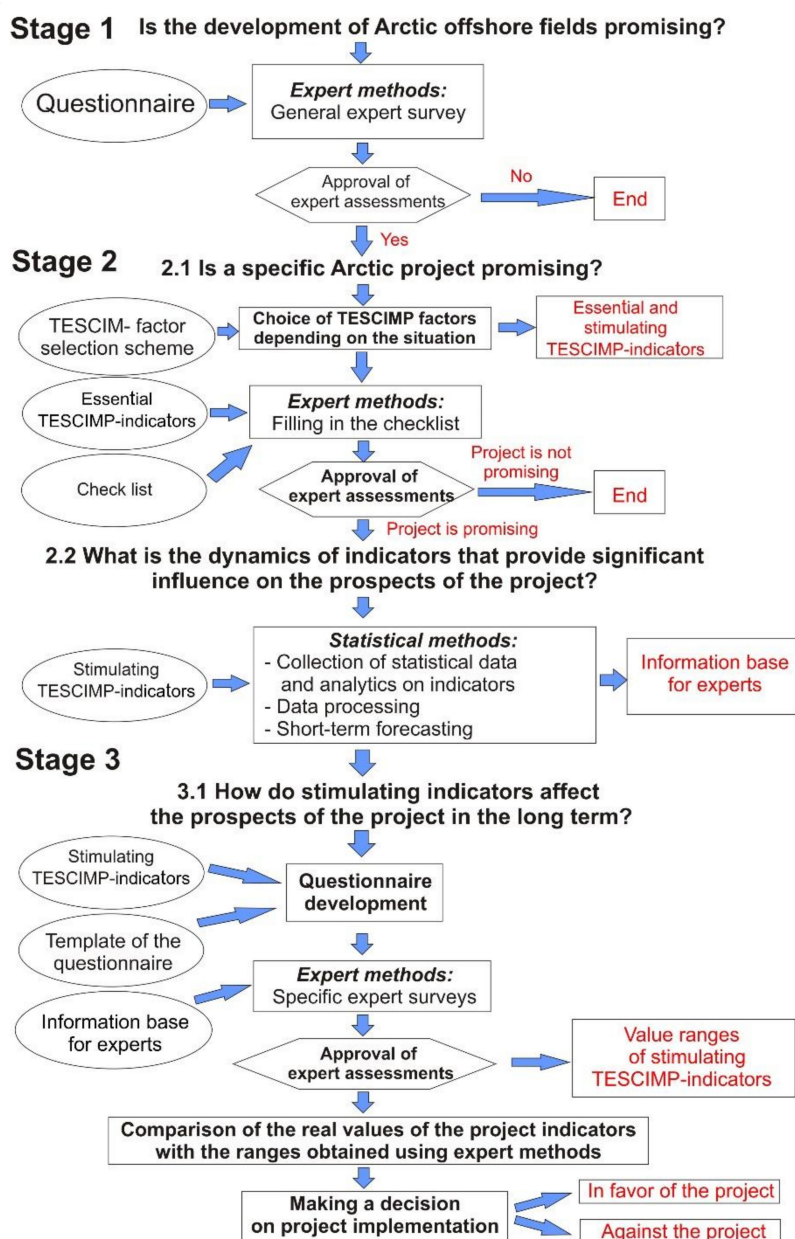 Stage 1
Is the development of Arctic offshore fields promising?
Questionnaire
Expert methods:
General expert survey
Approval of
expert assessments
No
End
Yes
Stage 2
2.1 Is a specific Arctic project promising?
TESCIM- factor
selection scheme
Choice of TESCIMP factors
depending on the situation
Essential and
stimulating
TESCIMP-indicators
Essential
TESCIMP-indicators
Expert methods:
Filling in the checklist
Check list
Approval of
expert assessments
Project is not
promising
End
Project is promising
2.2 What is the dynamics of indicators that provide significant
influence on the prospects of the project?
Stimulating
TESCIMP-indicators
Statistical methods:
- Collection of statistical data
and analytics on indicators
- Data processing
- Short-term forecasting
Information base
for experts
Stage 3
3.1 How do stimulating indicators affect
the prospects of the project in the long term?
Stimulating
TESCIMP-indicators
Questionnaire
development
Template of the
questionnaire
Expert methods:
Specific expert surveys
Information base
for experts
Approval of
expert assessments
Value ranges
of stimulating
TESCIMP-indicators
Comparison of the real values of the project indicators
with the ranges obtained using expert methods
Making a decision
on project implementation
In favor of the project
Against the project